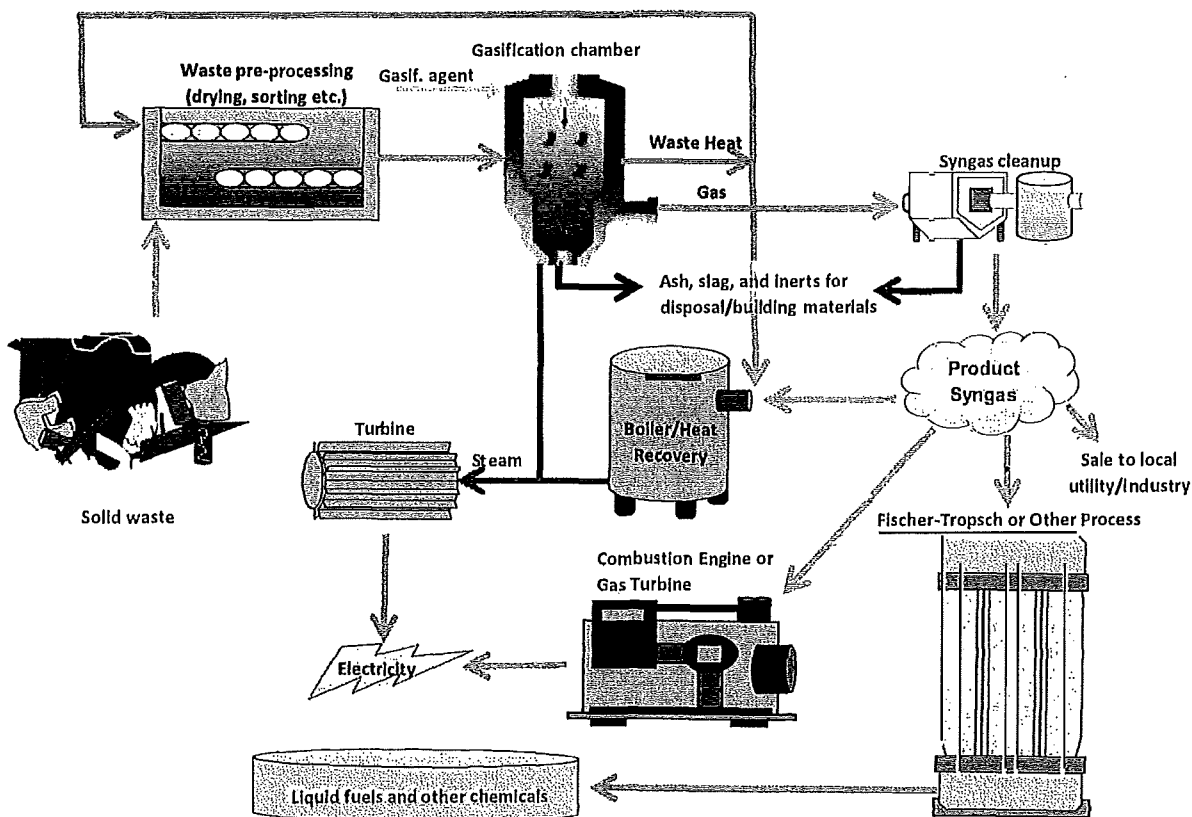 Gasification chamber
Waste pre-processing
(drying, sorting etc.)
Gasif. agent
Waste Heat
Gas
Syngas cleanup
Ash, slag, and inerts for
disposal/building materials
Product
Syngas
Boiler/Heat
Recovery
Turbine
Steam
Sale to local
utility/industry
Solid waste
Fischer-Tropsch or Other Process
Combustion Engine or
Gas Turbine
Electricity
Liquid fuels and other chemicals